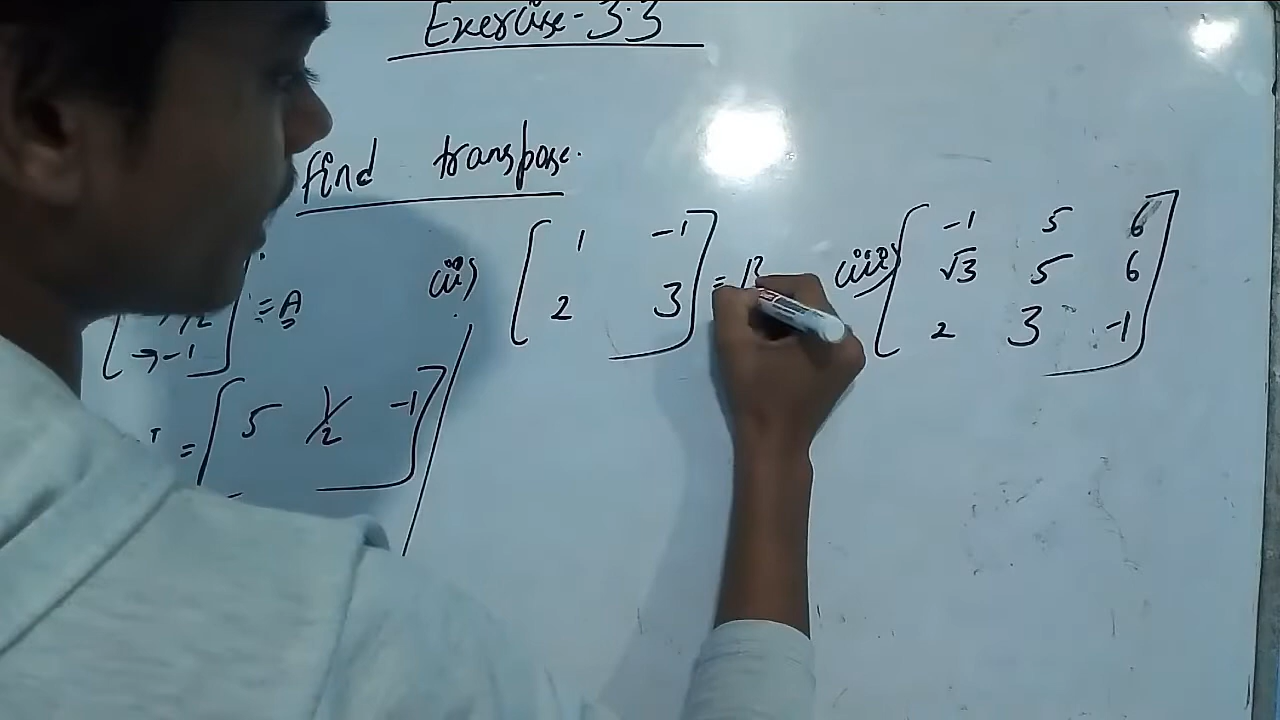 Exercise - 3.3
find transpose.
1 -1
ii) = B
2 3
-1 5 6
iii) √3 5 6
2 3 -1
= A
→ -1
T = 5 1/2 -1